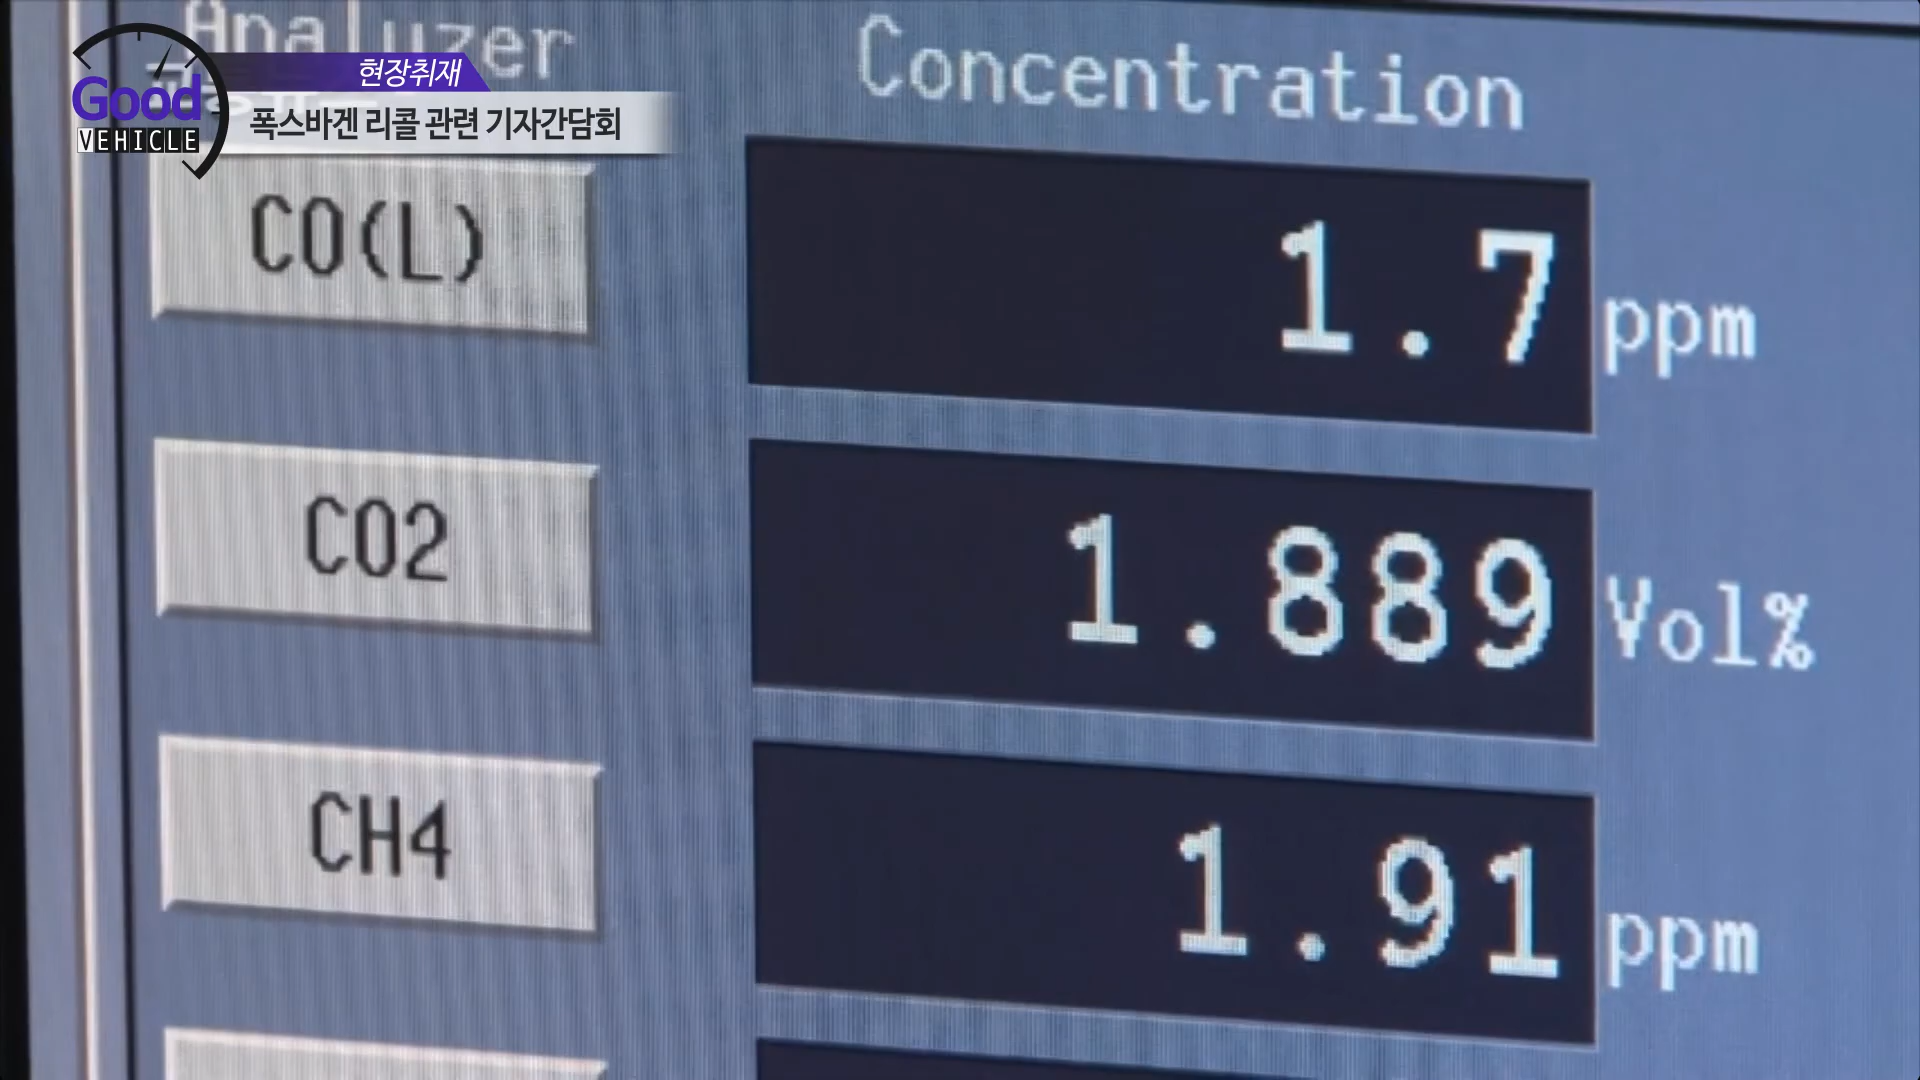 Analyzer
Concentration
현장취재
Good
VEHICLE
폭스바겐 리콜 관련 기자간담회
CO(L)
1.7
ppm
CO2
1.889
Vol%
CH4
1.91
ppm